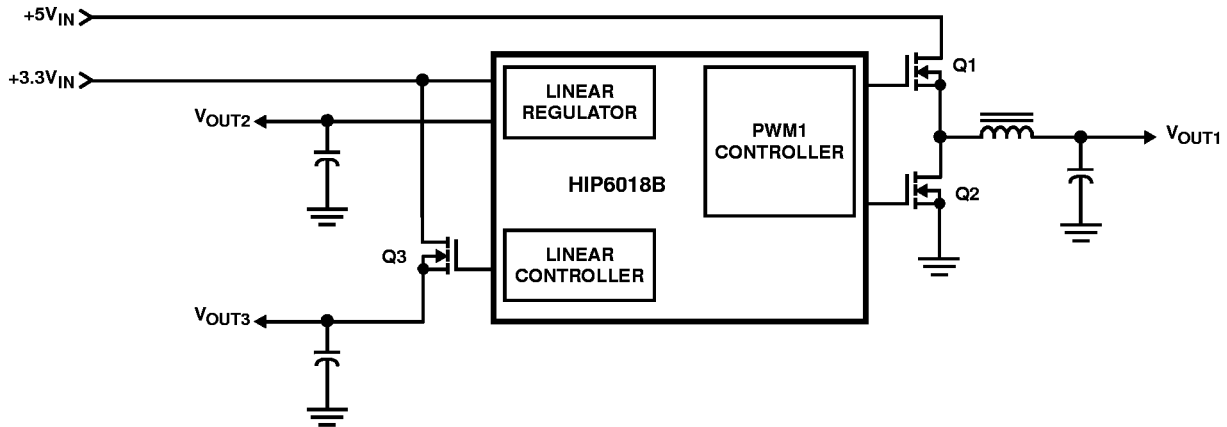 +5VIN
+3.3VIN
VOUT2
LINEAR
REGULATOR
PWM1
CONTROLLER
HIP6018B
Q1
VOUT1
Q2
Q3
LINEAR
CONTROLLER
VOUT3